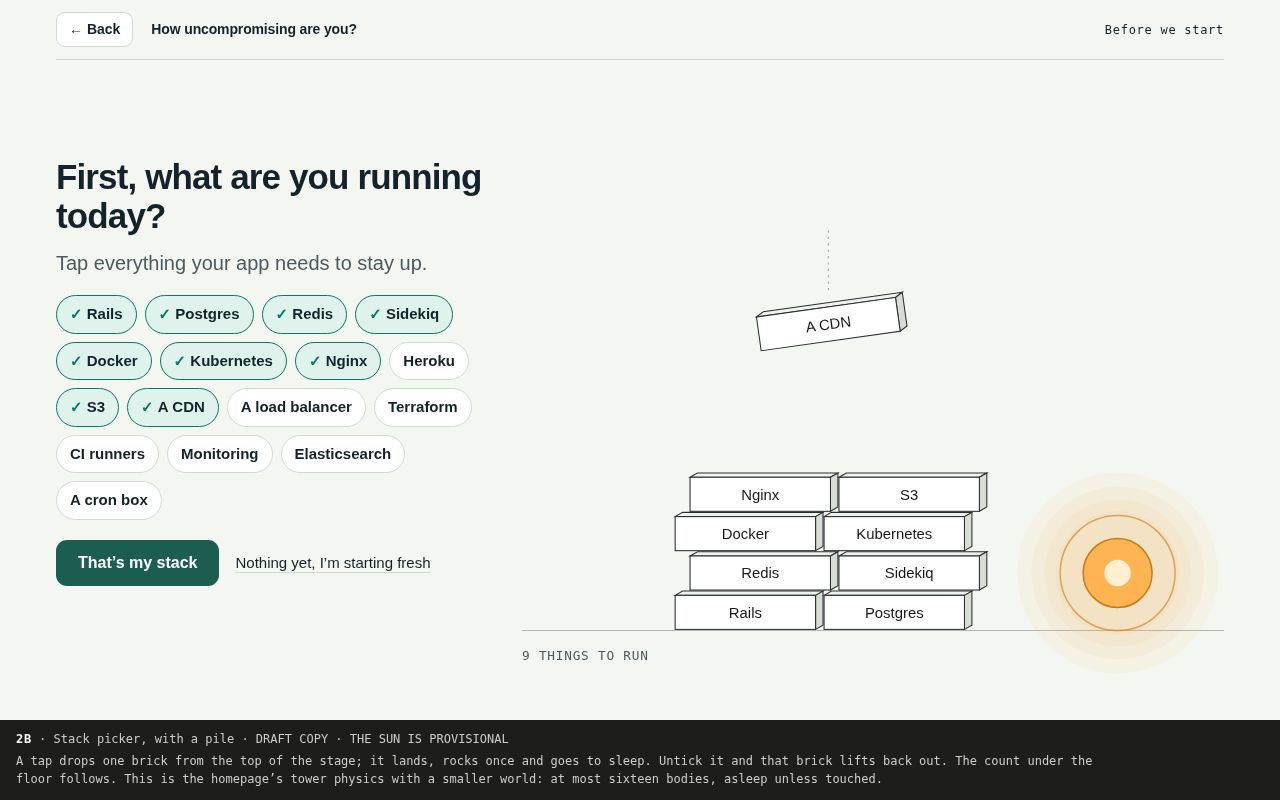 ← Back
How uncompromising are you?
Before we start
First, what are you running
today?
Tap everything your app needs to stay up.
✓ Rails
✓ Postgres
✓ Redis
✓ Sidekiq
✓ Docker
✓ Kubernetes
✓ Nginx
Heroku
✓ S3
✓ A CDN
A load balancer
Terraform
CI runners
Monitoring
Elasticsearch
A cron box
That’s my stack
Nothing yet, I’m starting fresh
A CDN
Nginx
S3
Docker
Kubernetes
Redis
Sidekiq
Rails
Postgres
9 THINGS TO RUN
2B · Stack picker, with a pile · DRAFT COPY · THE SUN IS PROVISIONAL
A tap drops one brick from the top of the stage; it lands, rocks once and goes to sleep. Untick it and that brick lifts back out. The count under the
floor follows. This is the homepage’s tower physics with a smaller world: at most sixteen bodies, asleep unless touched.